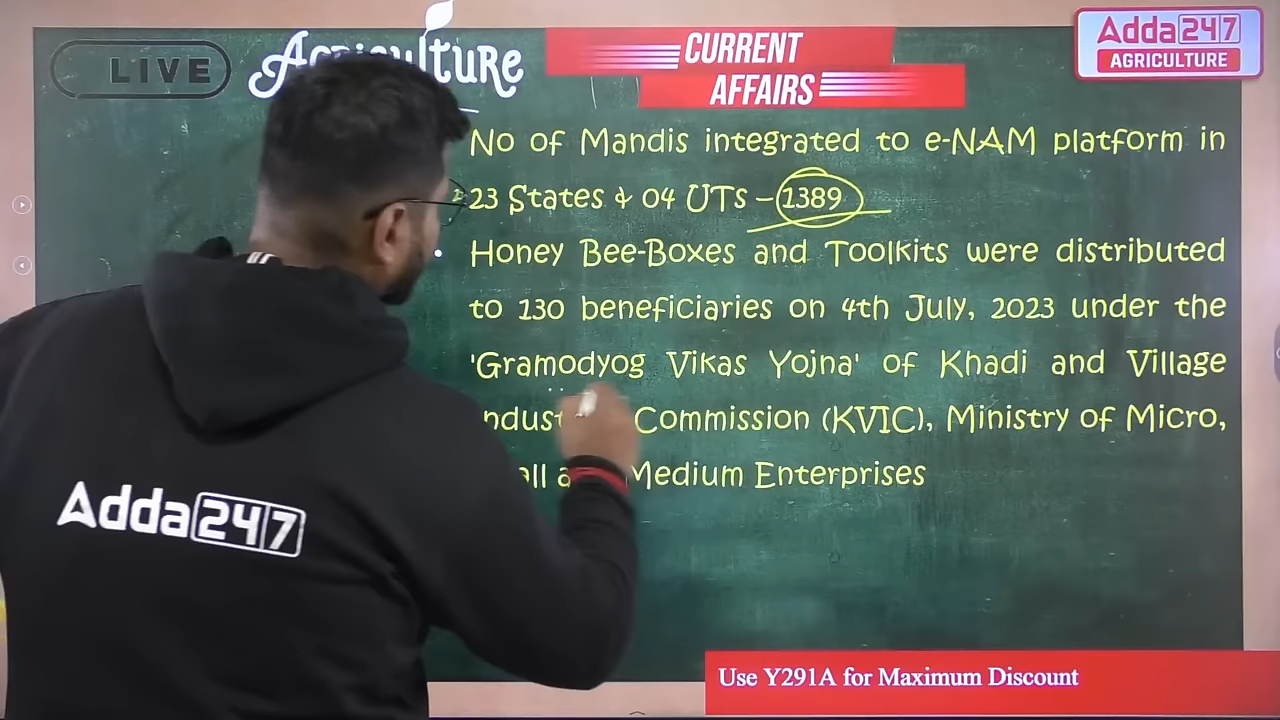 LIVE
Agriculture
CURRENT
AFFAIRS
Adda247
AGRICULTURE
No of Mandis integrated to e-NAM platform in
23 States & 04 UTs – 1389
Honey Bee-Boxes and Toolkits were distributed
to 130 beneficiaries on 4th July, 2023 under the
'Gramodyog Vikas Yojna' of Khadi and Village
Commission (KVIC), Ministry of Micro,
Medium Enterprises
Adda247
Use Y291A for Maximum Discount